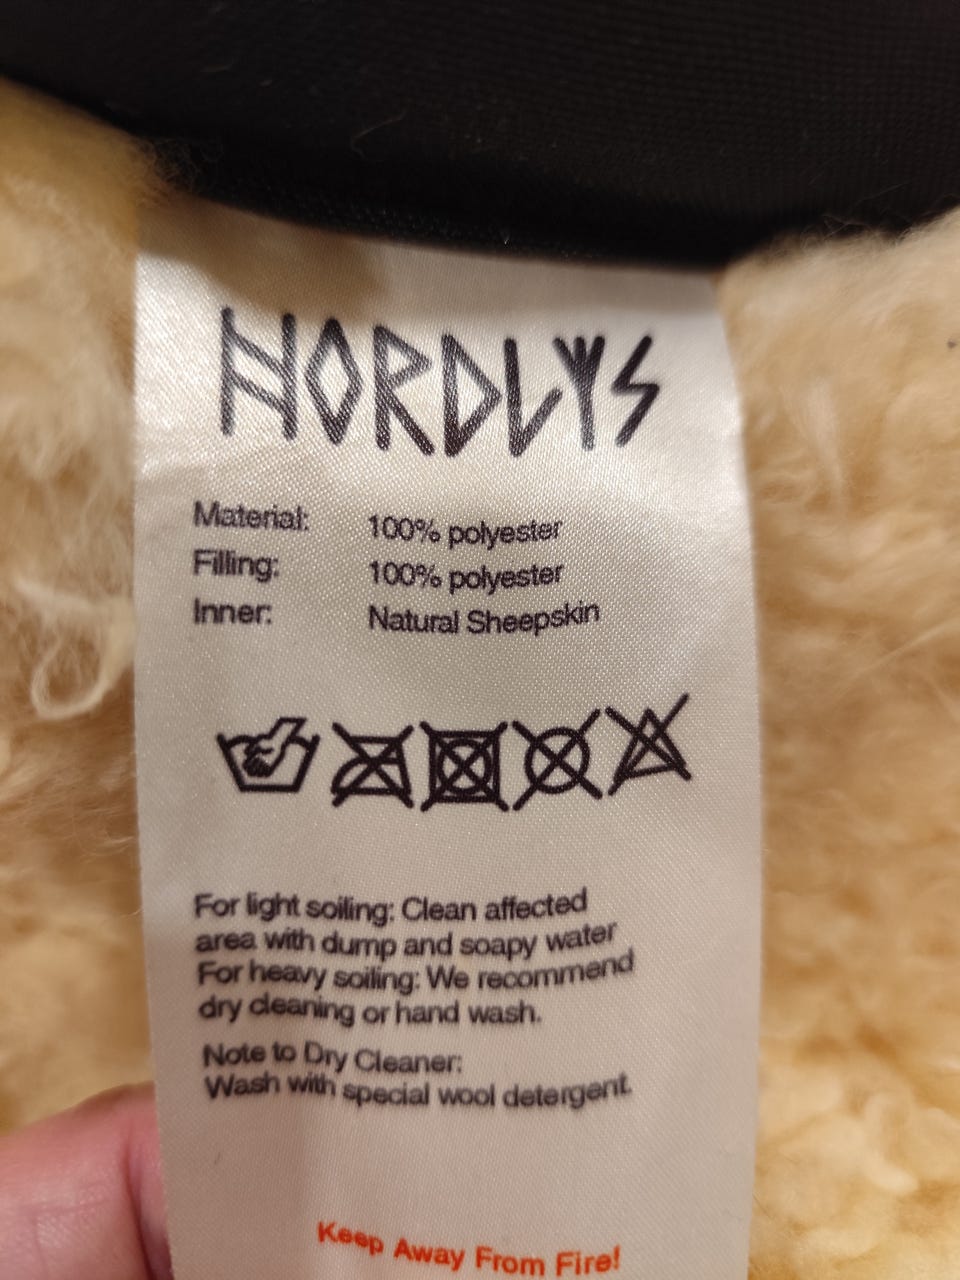 NORDLYS
Material: 100% polyester
Filling: 100% polyester
Inner: Natural Sheepskin
For light soiling: Clean affected
area with dump and soapy water
For heavy soiling: We recommend
dry cleaning or hand wash.
Note to Dry Cleaner:
Wash with special wool detergent.
Keep Away From Fire!